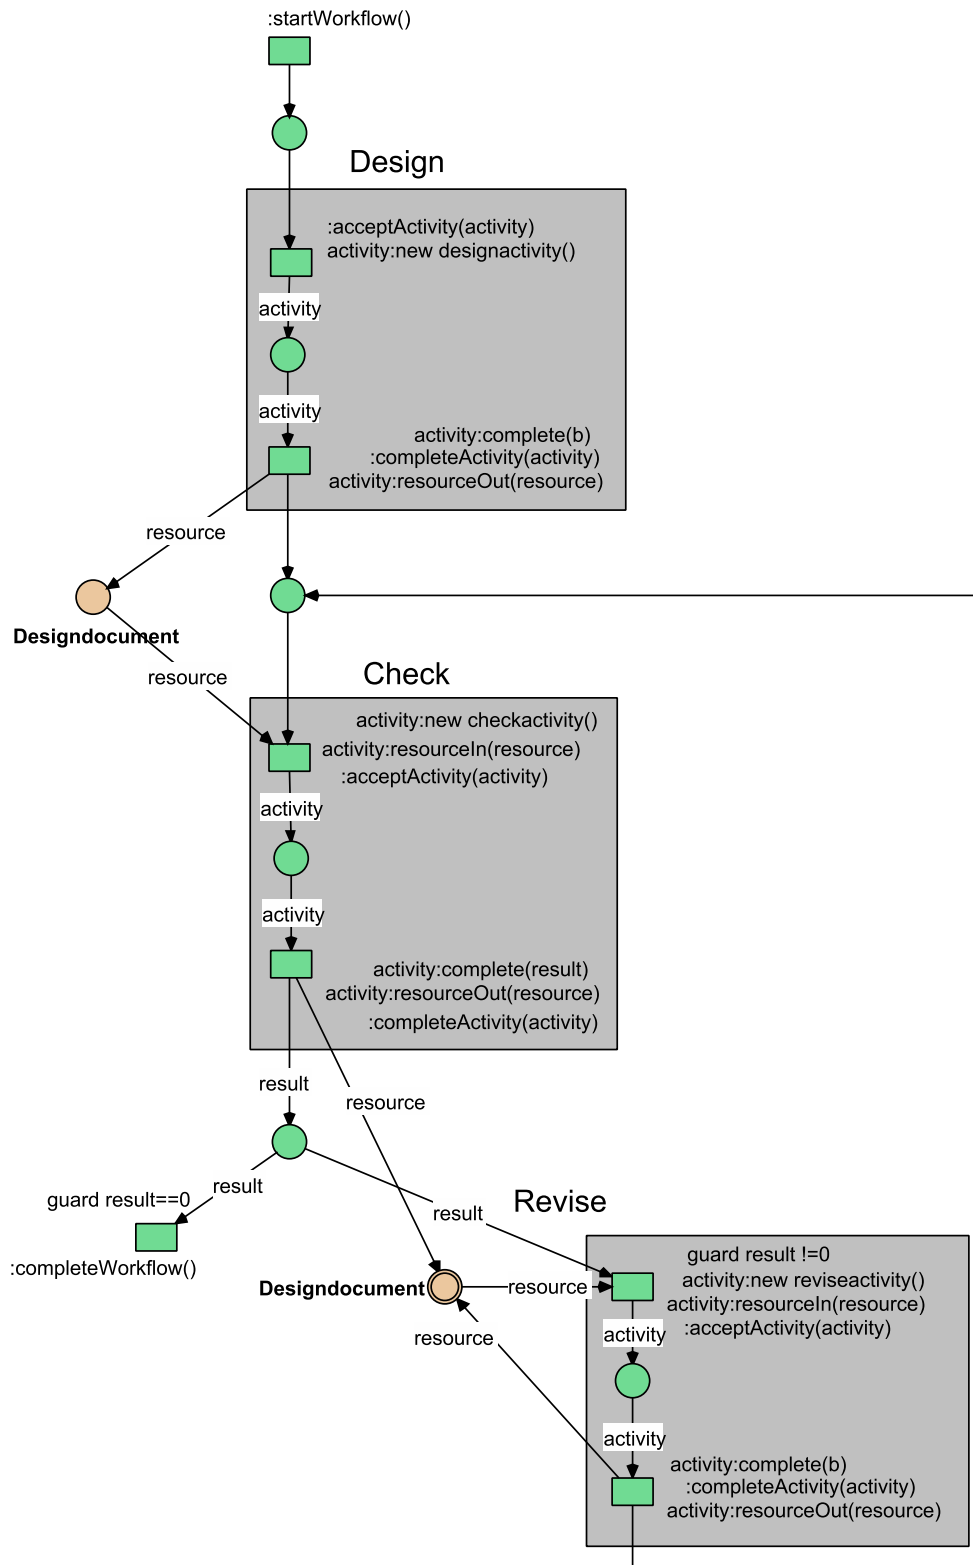 :startWorkflow()
Design
:acceptActivity(activity)
activity:new designactivity()
activity
activity
activity:complete(b)
:completeActivity(activity)
activity:resourceOut(resource)
resource
Designdocument
resource
Check
activity:new checkactivity()
activity:resourceIn(resource)
:acceptActivity(activity)
activity
activity
activity:complete(result)
activity:resourceOut(resource)
:completeActivity(activity)
result
resource
result
guard result==0
:completeWorkflow()
result
Revise
guard result !=0
activity:new reviseactivity()
activity:resourceIn(resource)
:acceptActivity(activity)
Designdocument
resource
resource
activity
activity
activity:complete(b)
:completeActivity(activity)
activity:resourceOut(resource)